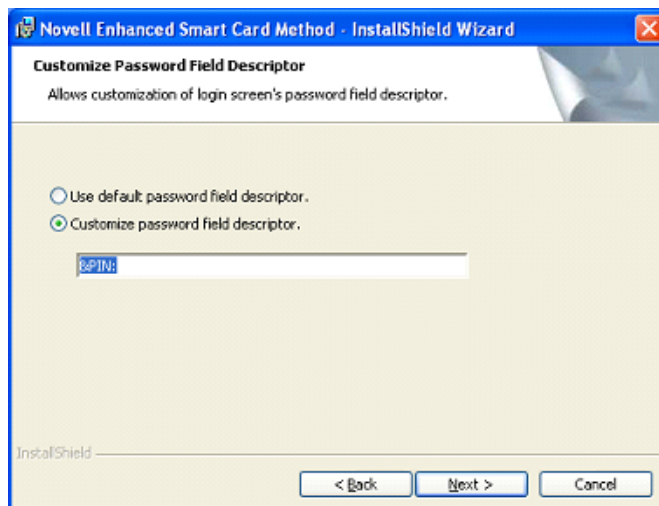 Novell Enhanced Smart Card Method - InstallShield Wizard
Customize Password Field Descriptor
Allows customization of login screen's password field descriptor.
Use default password field descriptor.
Customize password field descriptor.
&PIN:
InstallShield
< Back Next > Cancel